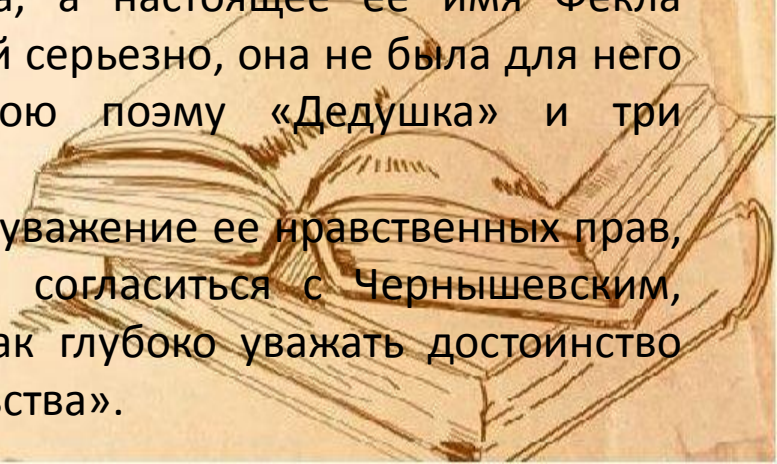 а, а настоящее ее имя Фекла
й серьезно, она не была для него
ою поэму «Дедушка» и три
уважение ее нравственных прав,
согласиться с Чернышевским,
ак глубоко уважать достоинство
ства».